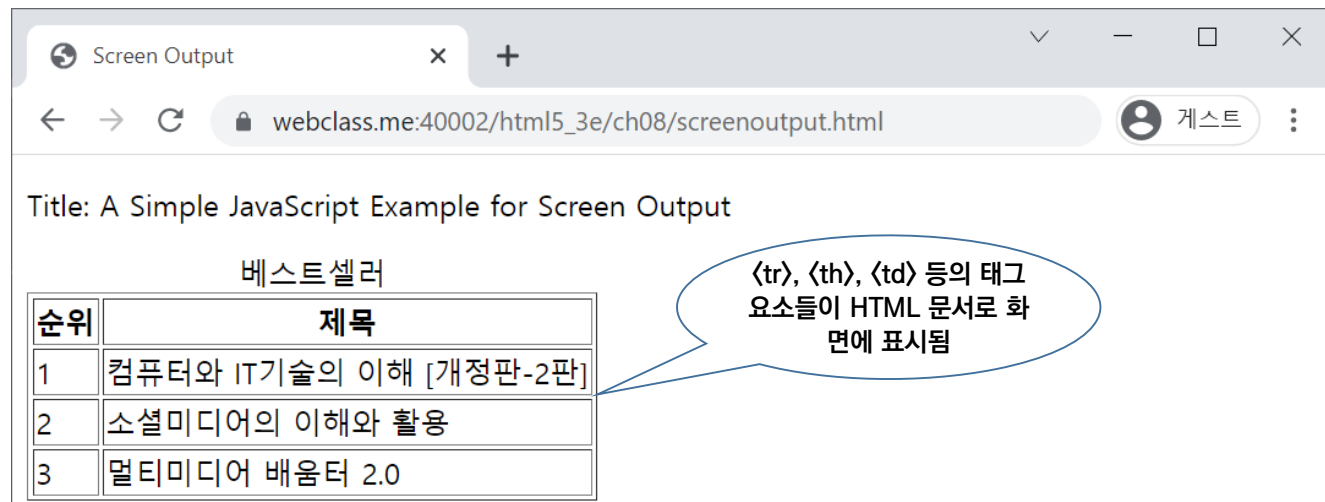 Screen Output
webclass.me:40002/html5_3e/ch08/screenoutput.html
게스트
Title: A Simple JavaScript Example for Screen Output
베스트셀러
순위 제목
1 컴퓨터와 IT기술의 이해 [개정판-2판]
2 소셜미디어의 이해와 활용
3 멀티미디어 배움터 2.0
〈tr〉, 〈th〉, 〈td〉 등의 태그
요소들이 HTML 문서로 화
면에 표시됨